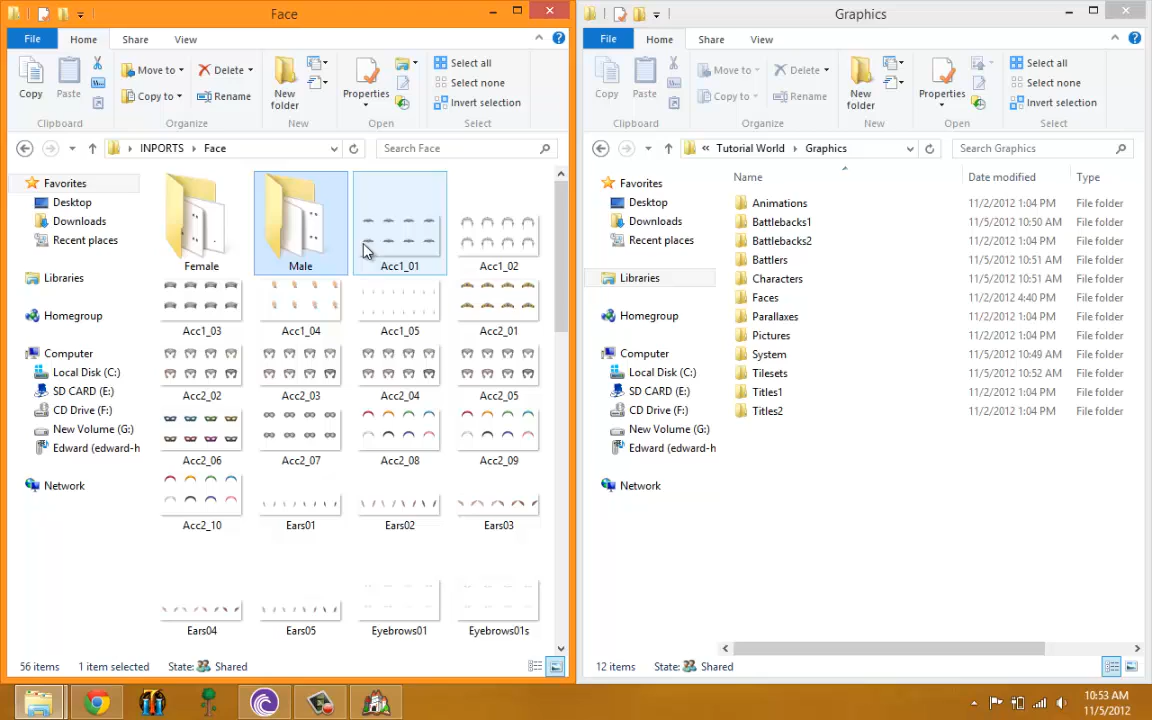 Face
File Home Share View
Copy
Paste
Move to
Copy to
Delete
Rename
New folder
Properties
Select all
Select none
Invert selection
Clipboard Organize New Open Select
INPORTS Face
Search Face
Favorites
Desktop
Downloads
Recent places
Libraries
Homegroup
Computer
Local Disk (C:)
SD CARD (E:)
CD Drive (F:)
New Volume (G:)
Edward (edward-h
Network
Female Male Acc1_01 Acc1_02
Acc1_03 Acc1_04 Acc1_05 Acc2_01
Acc2_02 Acc2_03 Acc2_04 Acc2_05
Acc2_06 Acc2_07 Acc2_08 Acc2_09
Acc2_10 Ears01 Ears02 Ears03
Ears04 Ears05 Eyebrows01 Eyebrows01s
56 items 1 item selected State: Shared
Graphics
File Home Share View
Copy
Paste
Move to
Copy to
Delete
Rename
New folder
Properties
Select all
Select none
Invert selection
Clipboard Organize New Open Select
« Tutorial World Graphics
Search Graphics
Favorites
Desktop
Downloads
Recent places
Libraries
Homegroup
Computer
Local Disk (C:)
SD CARD (E:)
CD Drive (F:)
New Volume (G:)
Edward (edward-h
Network
Name Date modified Type
Animations 11/2/2012 1:04 PM File folder
Battlebacks1 11/5/2012 10:50 AM File folder
Battlebacks2 11/2/2012 1:04 PM File folder
Battlers 11/5/2012 10:51 AM File folder
Characters 11/5/2012 10:51 AM File folder
Faces 11/2/2012 4:40 PM File folder
Parallaxes 11/2/2012 1:04 PM File folder
Pictures 11/2/2012 1:04 PM File folder
System 11/5/2012 10:49 AM File folder
Tilesets 11/5/2012 10:52 AM File folder
Titles1 11/2/2012 1:04 PM File folder
Titles2 11/2/2012 1:04 PM File folder
12 items State: Shared
10:53 AM
11/5/2012